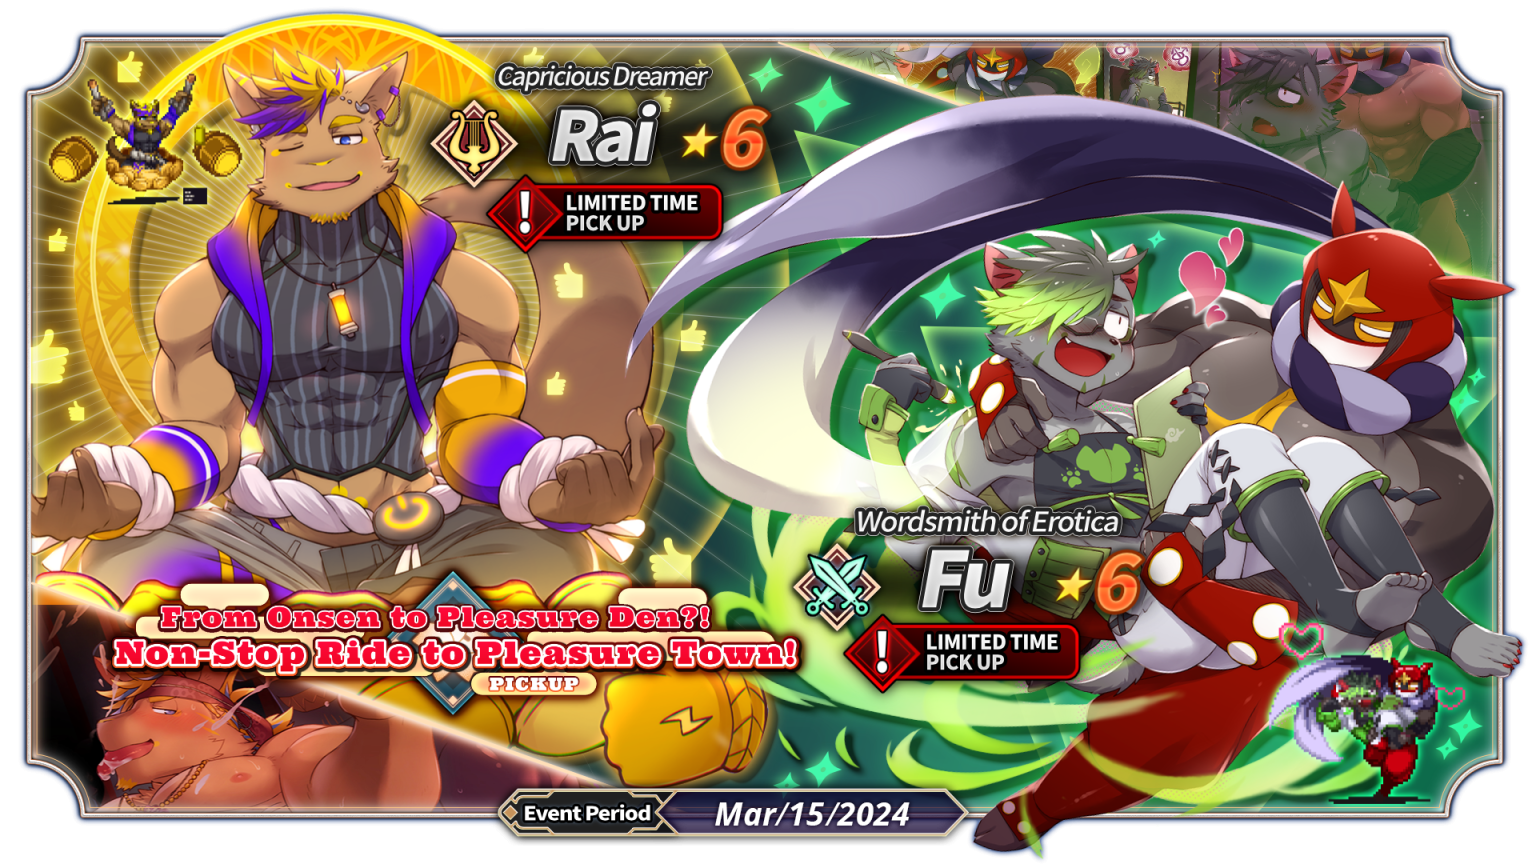 Capricious Dreamer
Rai ★6
LIMITED TIME
PICK UP
Wordsmith of Erotica
Fu ★6
LIMITED TIME
PICK UP
From Onsen to Pleasure Den?!
Non-Stop Ride to Pleasure Town!
PICKUP
Event Period
Mar/15/2024